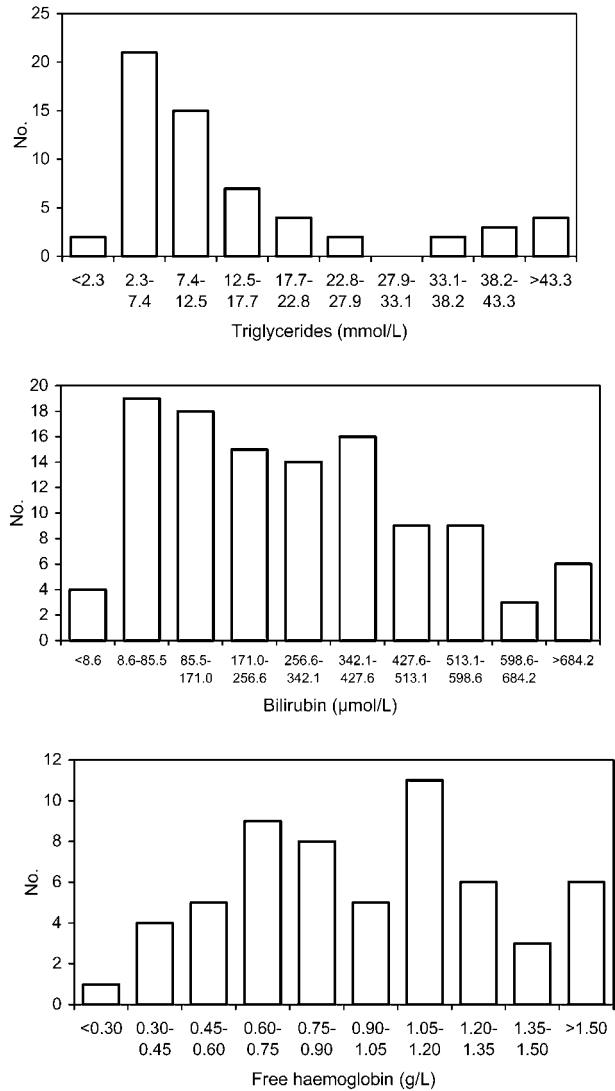 25
20
15
10
5
0
No.
<2.3 2.3- 7.4- 12.5- 17.7- 22.8- 27.9- 33.1- 38.2- >43.3
7.4 12.5 17.7 22.8 27.9 33.1 38.2 43.3
Triglycerides (mmol/L)
20
18
16
14
12
10
8
6
4
2
0
No.
<8.6 8.6-85.5 85.5- 171.0- 256.6- 342.1- 427.6- 513.1- 598.6- >684.2
171.0 256.6 342.1 427.6 513.1 598.6 684.2
Bilirubin (µmol/L)
12
10
8
6
4
2
0
No.
<0.30 0.30- 0.45- 0.60- 0.75- 0.90- 1.05- 1.20- 1.35- >1.50
0.45 0.60 0.75 0.90 1.05 1.20 1.35 1.50
Free haemoglobin (g/L)